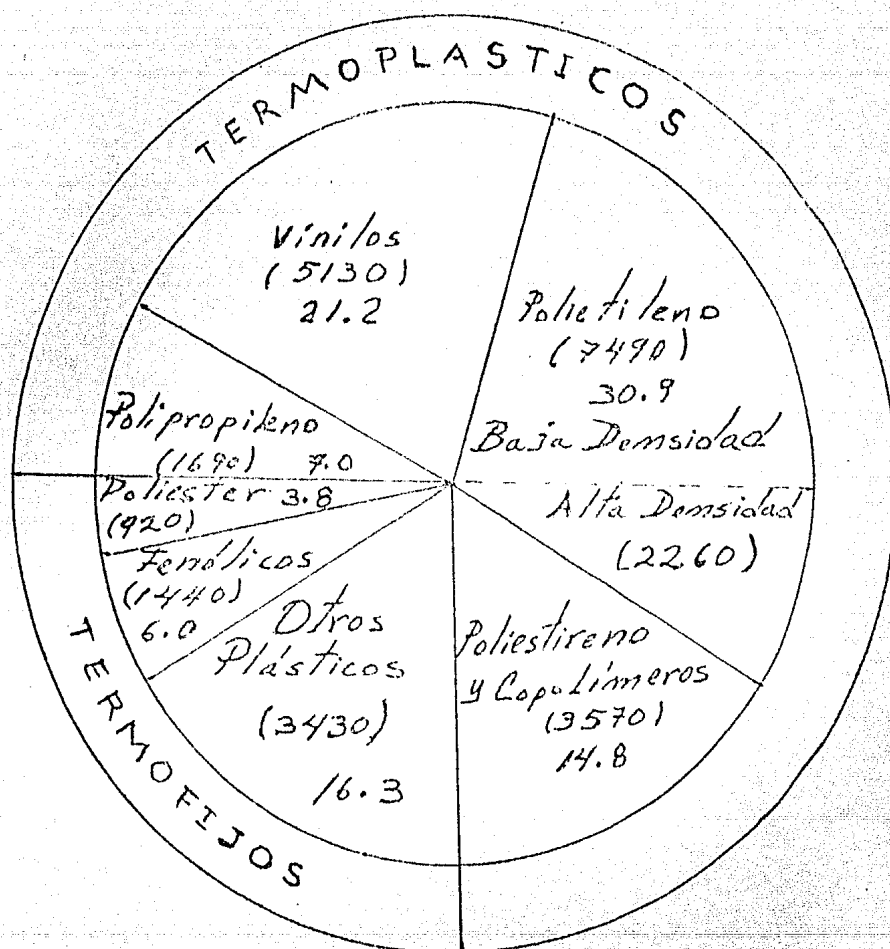 TERMOPLASTICOS
Vinilos
(5130)
21.2
Polietileno
(7490)
30.9
Baja Densidad
Alta Densidad
(2260)
Poliestireno
y Copolímeros
(3570)
14.8
Otros
Plásticos
(3430)
16.3
Fenólicos
(1440)
6.0
Poliester 3.8
(920)
Polipropileno
(1690) 7.0
TERMOFIJOS